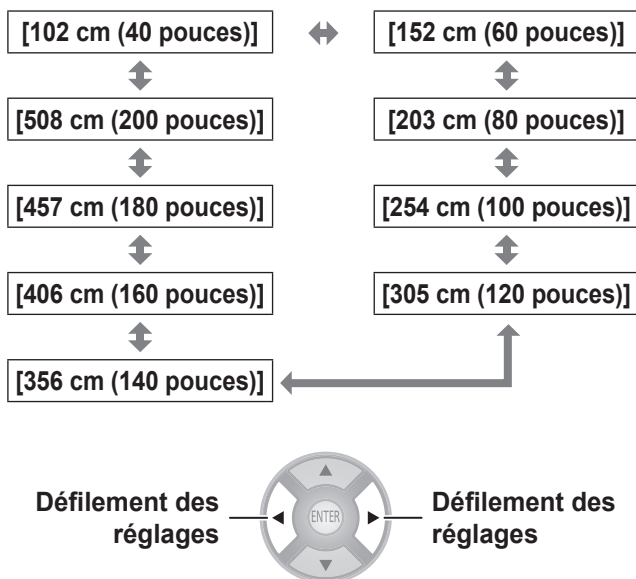 [102 cm (40 pouces)]
[152 cm (60 pouces)]
[508 cm (200 pouces)]
[203 cm (80 pouces)]
[457 cm (180 pouces)]
[254 cm (100 pouces)]
[406 cm (160 pouces)]
[305 cm (120 pouces)]
[356 cm (140 pouces)]
Défilement des
réglages
ENTER
Défilement des
réglages